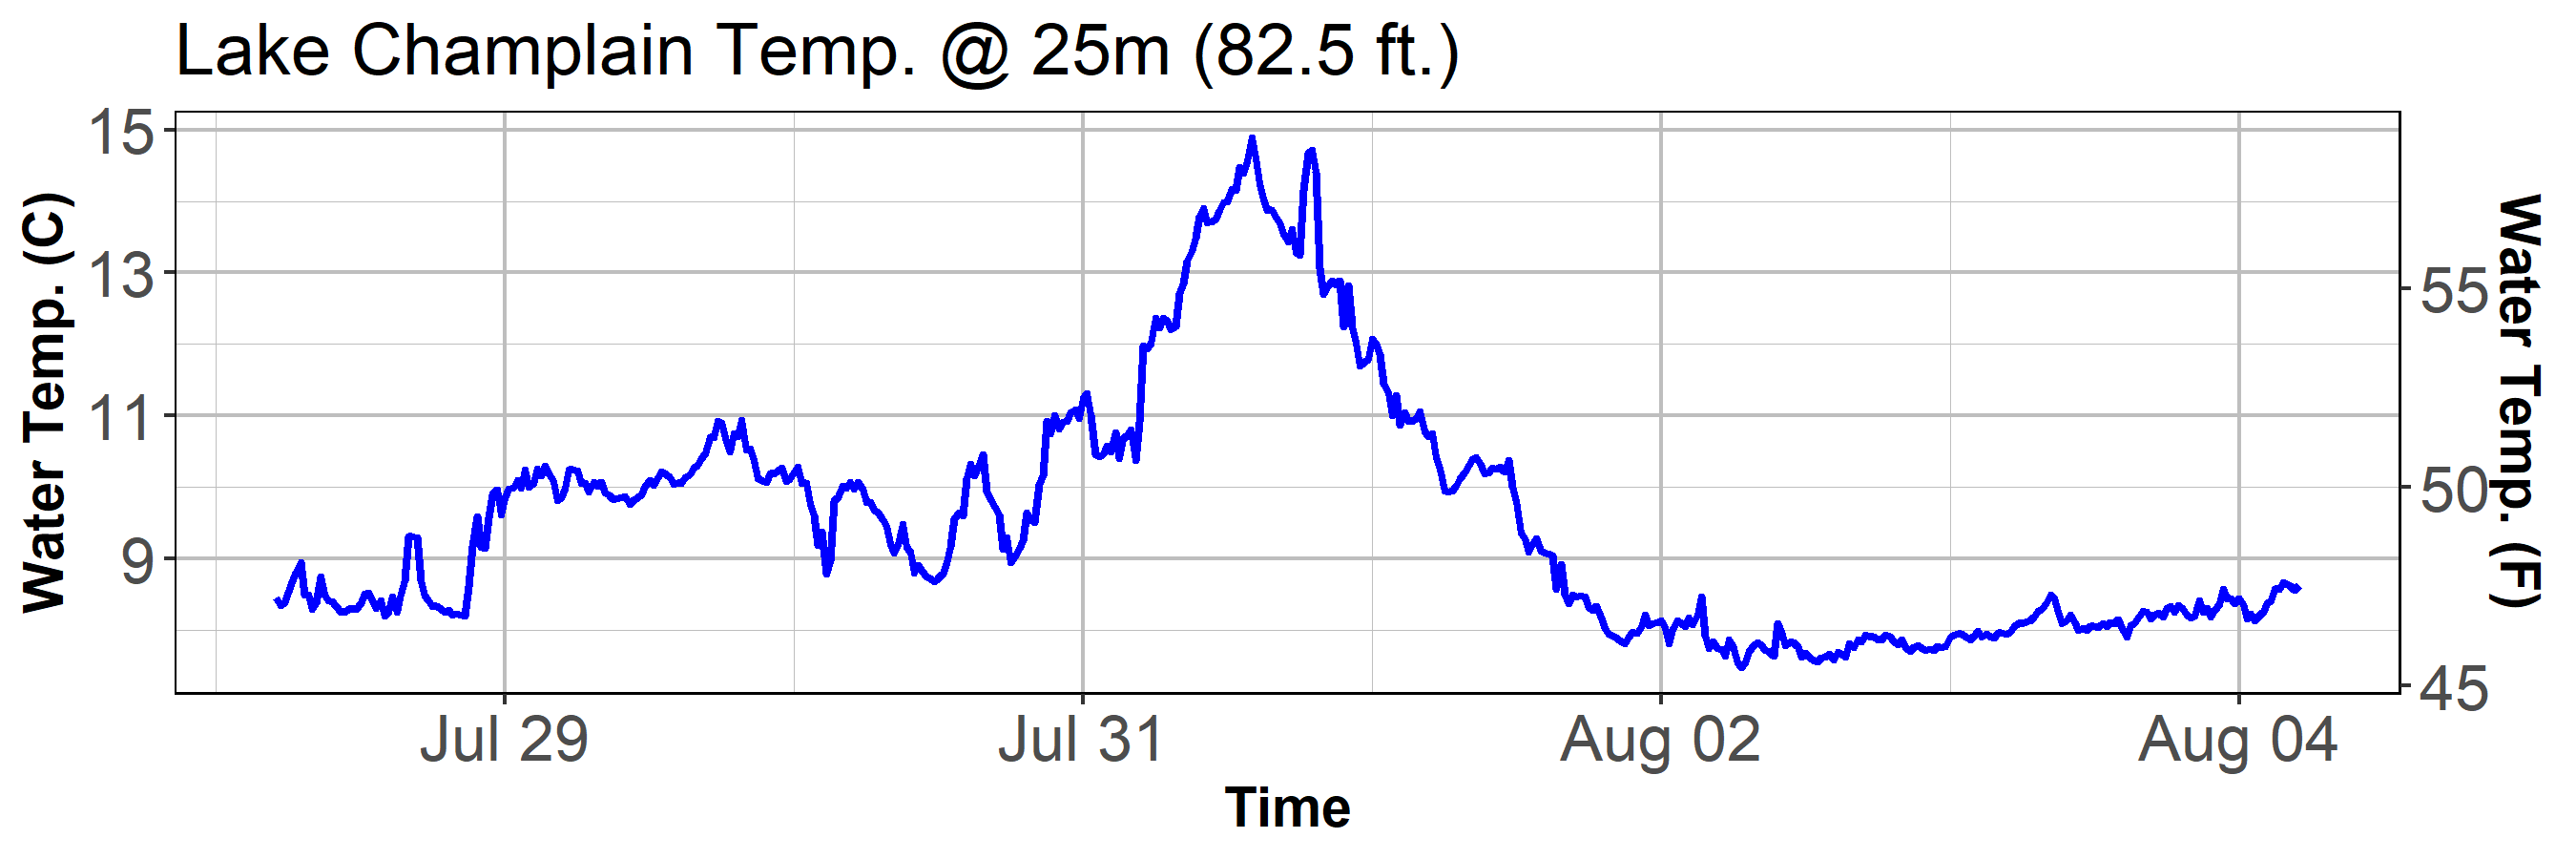 Lake Champlain Temp. @ 25m (82.5 ft.)
Water Temp. (C)
15
13
11
9
55
50
45
Water Temp. (F)
Jul 29
Jul 31
Aug 02
Aug 04
Time